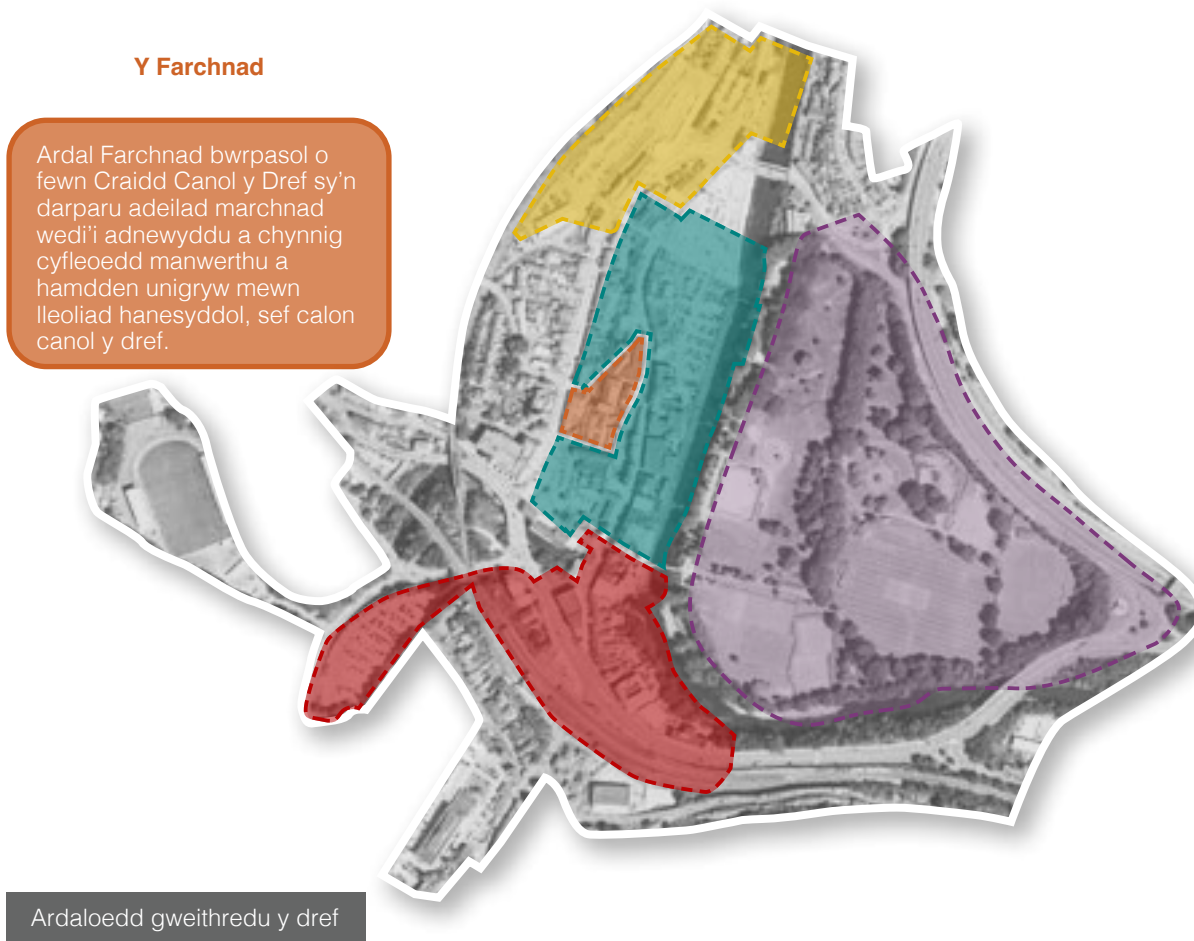 Y Farchnad
Ardal Farchnad bwrpasol o
fewn Craidd Canol y Dref sy'n
darparu adeilad marchnad
wedi'i adnewyddu a chynnig
cyfleoedd manwerthu a
hamdden unigryw mewn
lleoliad hanesyddol, sef calon
canol y dref.
Ardaloedd gweithredu y dref